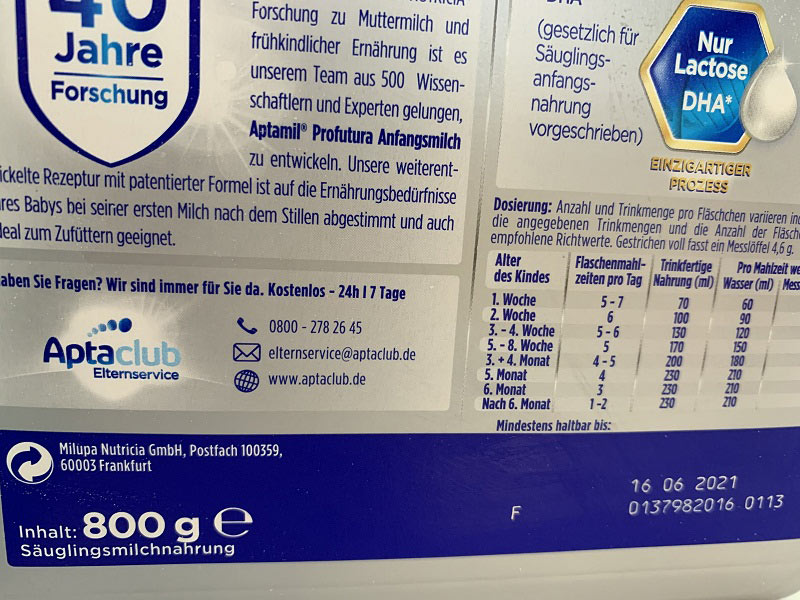 40
Jahre
Forschung
Forschung zu Muttermilch und
frühkindlicher Ernährung ist es
unserem Team aus 500 Wissen-
schaftlern und Experten gelungen,
Aptamil® Profutura Anfangsmilch
zu entwickeln. Unsere weiterent-
ickelte Rezeptur mit patentierter Formel ist auf die Ernährungsbedürfnisse
res Babys bei seiner ersten Milch nach dem Stillen abgestimmt und auch
deal zum Zufüttern geeignet.
aben Sie Fragen? Wir sind immer für Sie da. Kostenlos – 24h I 7 Tage
Aptaclub
Elternservice
0800 - 278 26 45
elternservice@aptaclub.de
www.aptaclub.de
DHA
(gesetzlich für
Säuglings-
anfangs-
nahrung
vorgeschrieben)
Nur
Lactose
DHA*
EINZIGARTIGER
PROZESS
Dosierung: Anzahl und Trinkmenge pro Fläschchen variieren ind
die angegebenen Trinkmengen und die Anzahl der Fläsch
empfohlene Richtwerte. Gestrichen voll fasst ein Messlöffel 4,6 g.
Alter des Kindes Flaschenmahl-zeiten pro Tag Trinkfertige Nahrung (ml) Pro Mahlzeit we Wasser (ml) Mess
1. Woche 5 - 7 70 60
2. Woche 6 100 90
3. - 4. Woche 5 - 6 130 120
5. - 8. Woche 5 170 150
3. + 4. Monat 4 - 5 200 180
5. Monat 4 230 210
6. Monat 3 230 210
Nach 6. Monat 1 - 2 230 210
Mindestens haltbar bis:
Milupa Nutricia GmbH, Postfach 100359,
60003 Frankfurt
Inhalt: 800 g e
Säuglingsmilchnahrung
F
16 06 2021
0137982016 0113